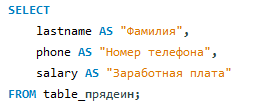 SELECT
lastname AS "Фамилия",
phone AS "Номер телефона",
salary AS "Заработная плата"
FROM table_прядеин;